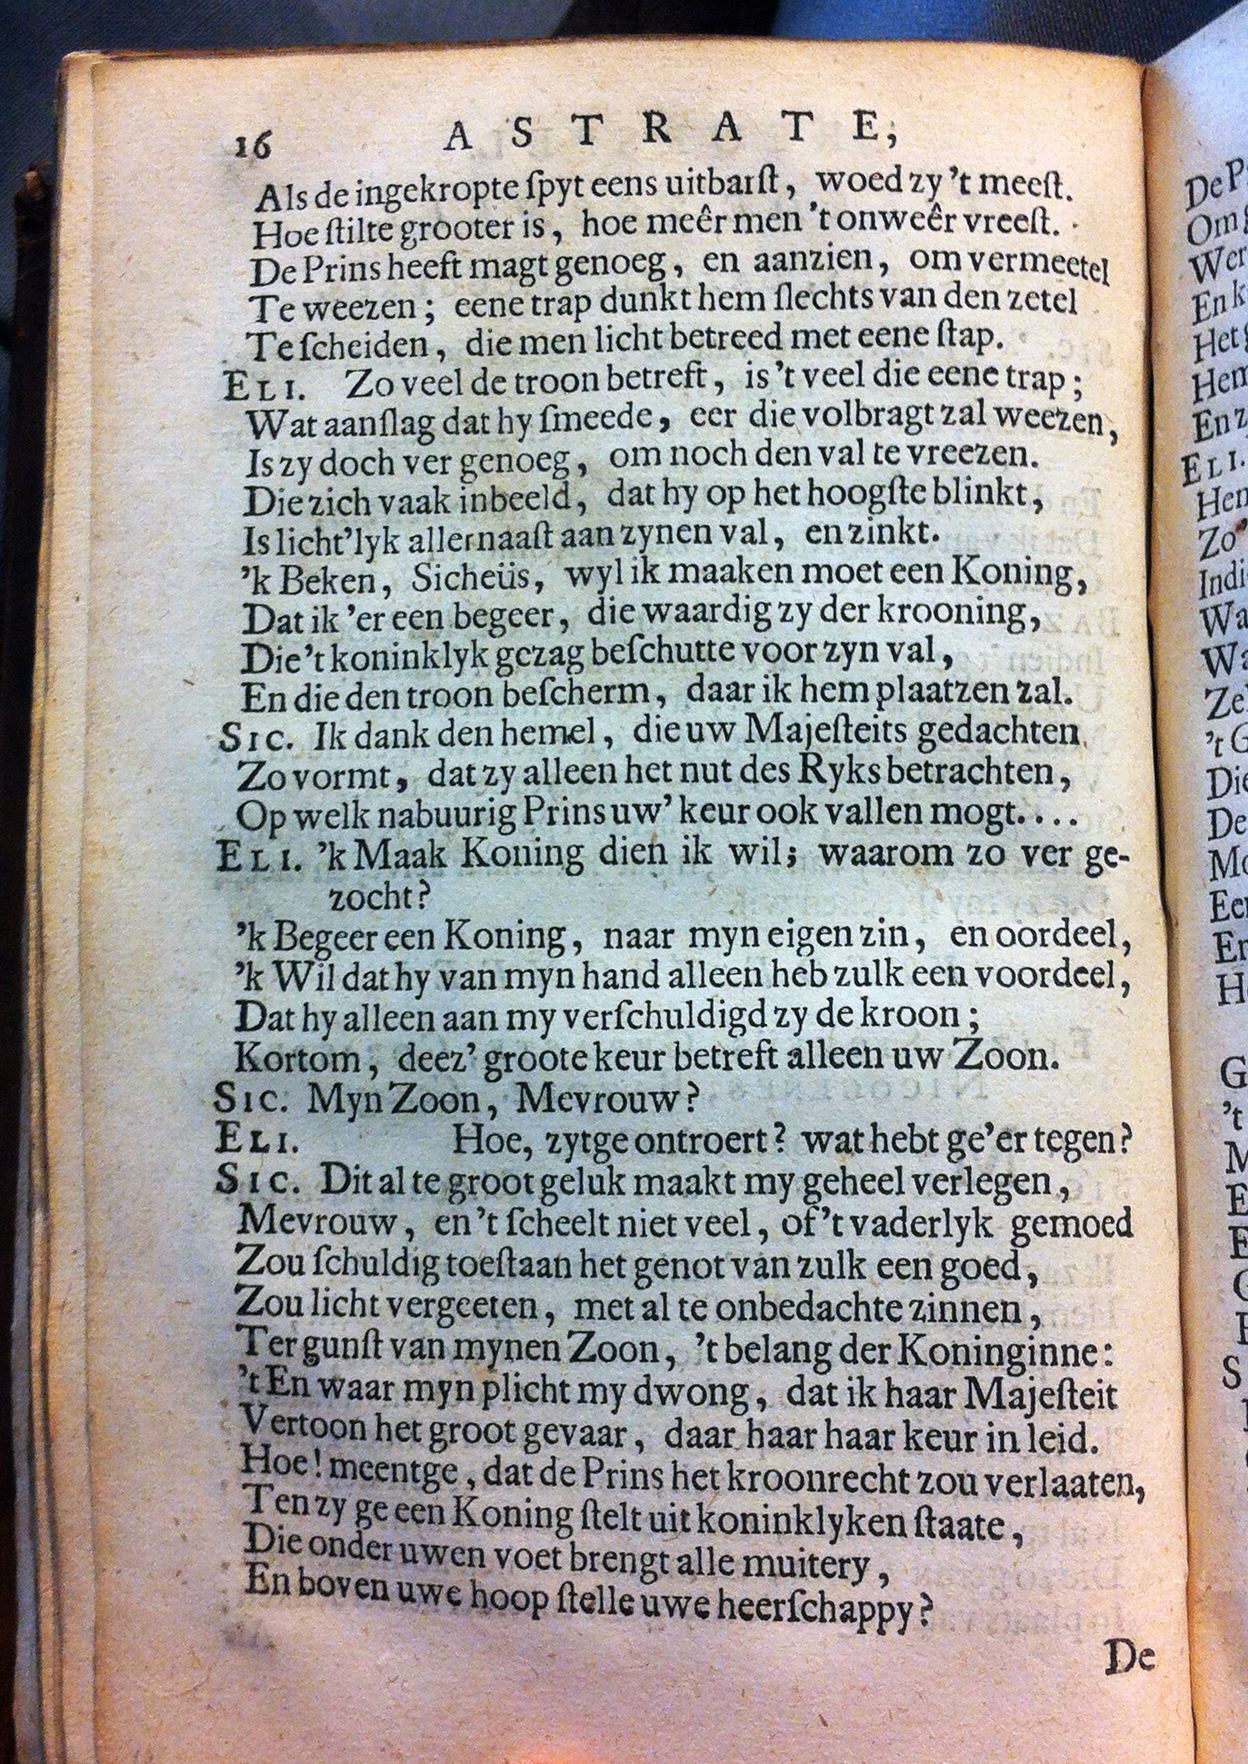 16 ASTRATE,
Als de ingekropte ſpyt eens uitbarſt, woed zy 't meeſt.
Hoe ſtilte grooter is, hoe meêr men 't onweêr vreeſt.
De Prins heeft magt genoeg, en aanzien, om vermeetel
Te weezen; eene trap dunkt hem ſlechts van den zetel
Te ſcheiden, die men licht betreed met eene ſtap.
ELI. Zo veel de troon betreft, is 't veel die eene trap;
Wat aanſlag dat hy ſmeede, eer die volbragt zal weezen,
Is zy doch ver genoeg, om noch den val te vreezen.
Die zich vaak inbeeld, dat hy op het hoogſte blinkt,
Is licht'lyk allernaaſt aan zynen val, en zinkt.
'k Beken, Sicheüs, wyl ik maaken moet een Koning,
Dat ik 'er een begeer, die waardig zy der krooning,
Die 't koninklyk gezag beſchutte voor zyn val,
En die den troon beſcherm, daar ik hem plaatzen zal.
SIC. Ik dank den hemel, die uw Majeſteits gedachten
Zo vormt, dat zy alleen het nut des Ryks betrachten,
Op welk nabuurig Prins uw' keur ook vallen mogt....
ELI. 'k Maak Koning dien ik wil; waarom zo ver ge-
zocht?
'k Begeer een Koning, naar myn eigen zin, en oordeel,
'k Wil dat hy van myn hand alleen heb zulk een voordeel,
Dat hy alleen aan my verſchuldigd zy de kroon;
Kortom, deez' groote keur betreft alleen uw Zoon.
SIC. Myn Zoon, Mevrouw?
ELI. Hoe, zytge ontroert? wat hebt ge'er tegen?
SIC. Dit al te groot geluk maakt my geheel verlegen,
Mevrouw, en 't ſcheelt niet veel, of 't vaderlyk gemoed
Zou ſchuldig toeſtaan het genot van zulk een goed,
Zou licht vergeeten, met al te onbedachte zinnen,
Ter gunſt van mynen Zoon, 't belang der Koninginne:
't En waar myn plicht my dwong, dat ik haar Majeſteit
Vertoon het groot gevaar, daar haar haar keur in leid.
Hoe! meentge, dat de Prins het kroonrecht zou verlaaten,
Ten zy ge een Koning ſtelt uit koninklyken ſtaate,
Die onder uwen voet brengt alle muitery,
En boven uwe hoop ſtelle uwe heerſchappy?
De